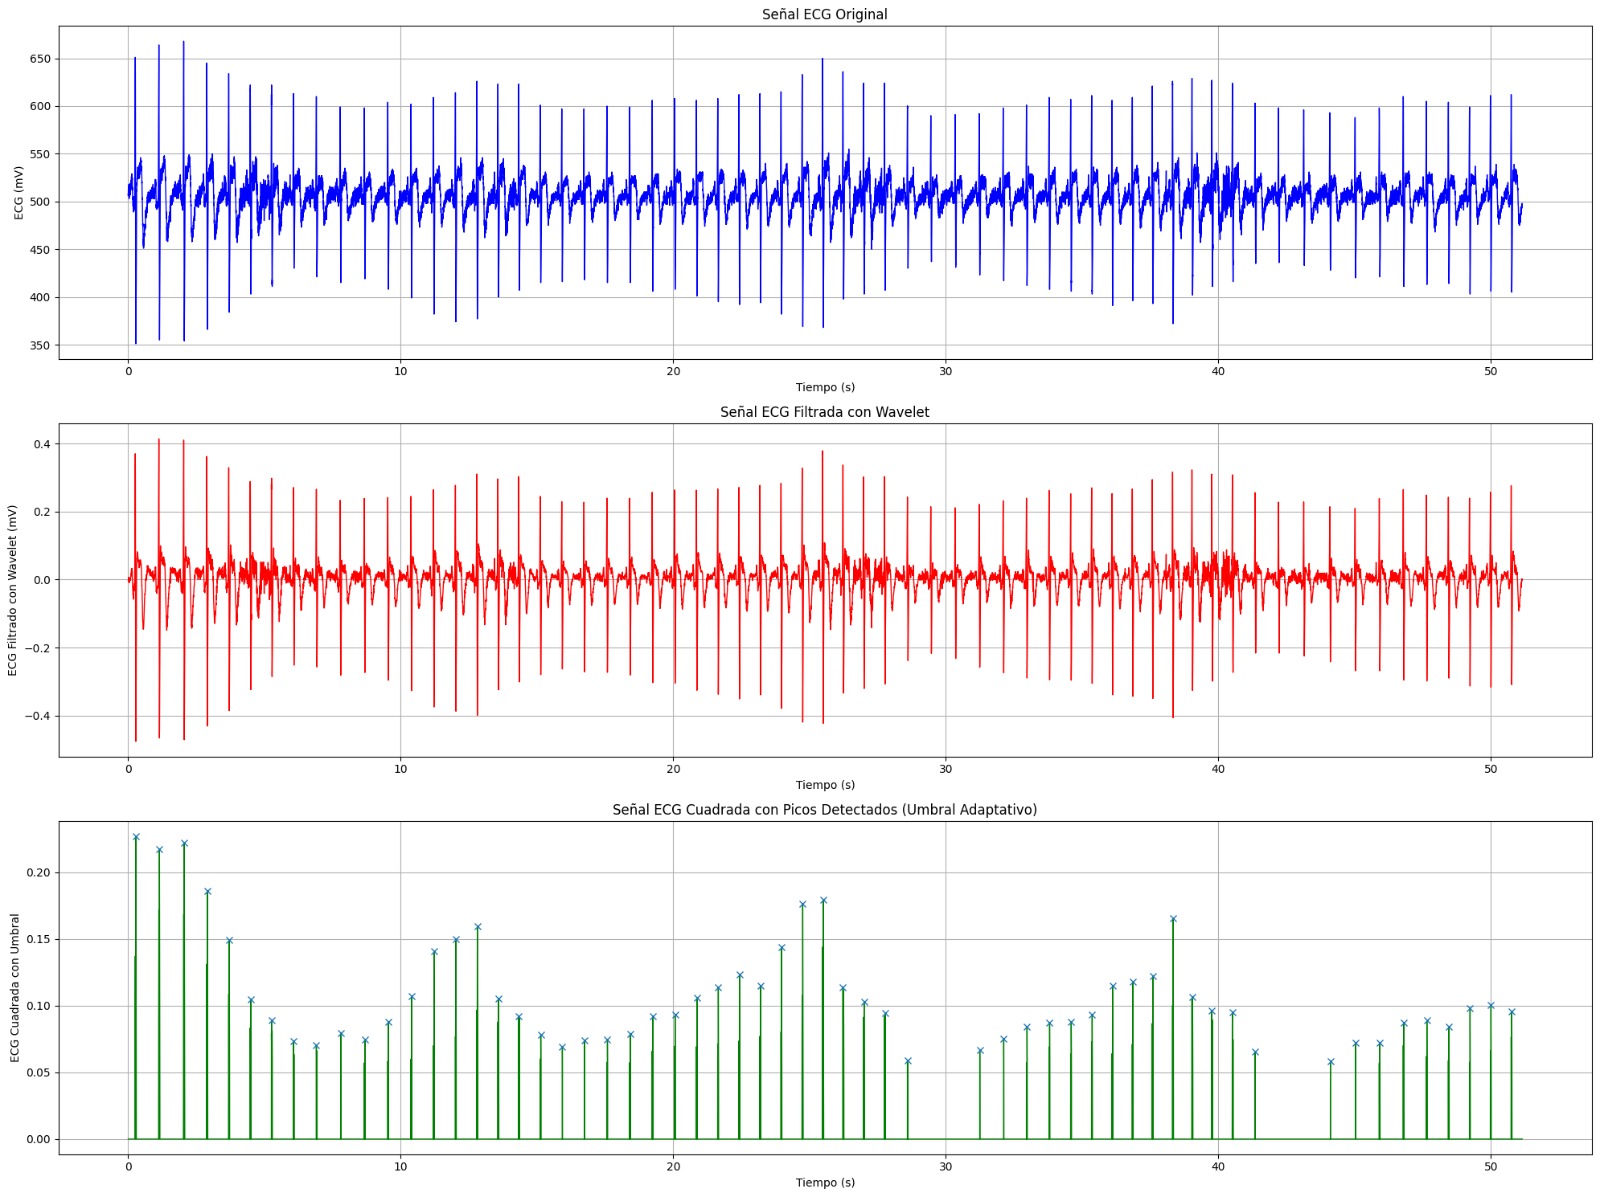 Señal ECG Original
650
600
550
500
450
400
350
ECG (mV)
0 10 20 30 40 50
Tiempo (s)
Señal ECG Filtrada con Wavelet
0.4
0.2
0.0
−0.2
−0.4
ECG Filtrado con Wavelet (mV)
0 10 20 30 40 50
Tiempo (s)
Señal ECG Cuadrada con Picos Detectados (Umbral Adaptativo)
0.20
0.15
0.10
0.05
0.00
ECG Cuadrada con Umbral
0 10 20 30 40 50
Tiempo (s)